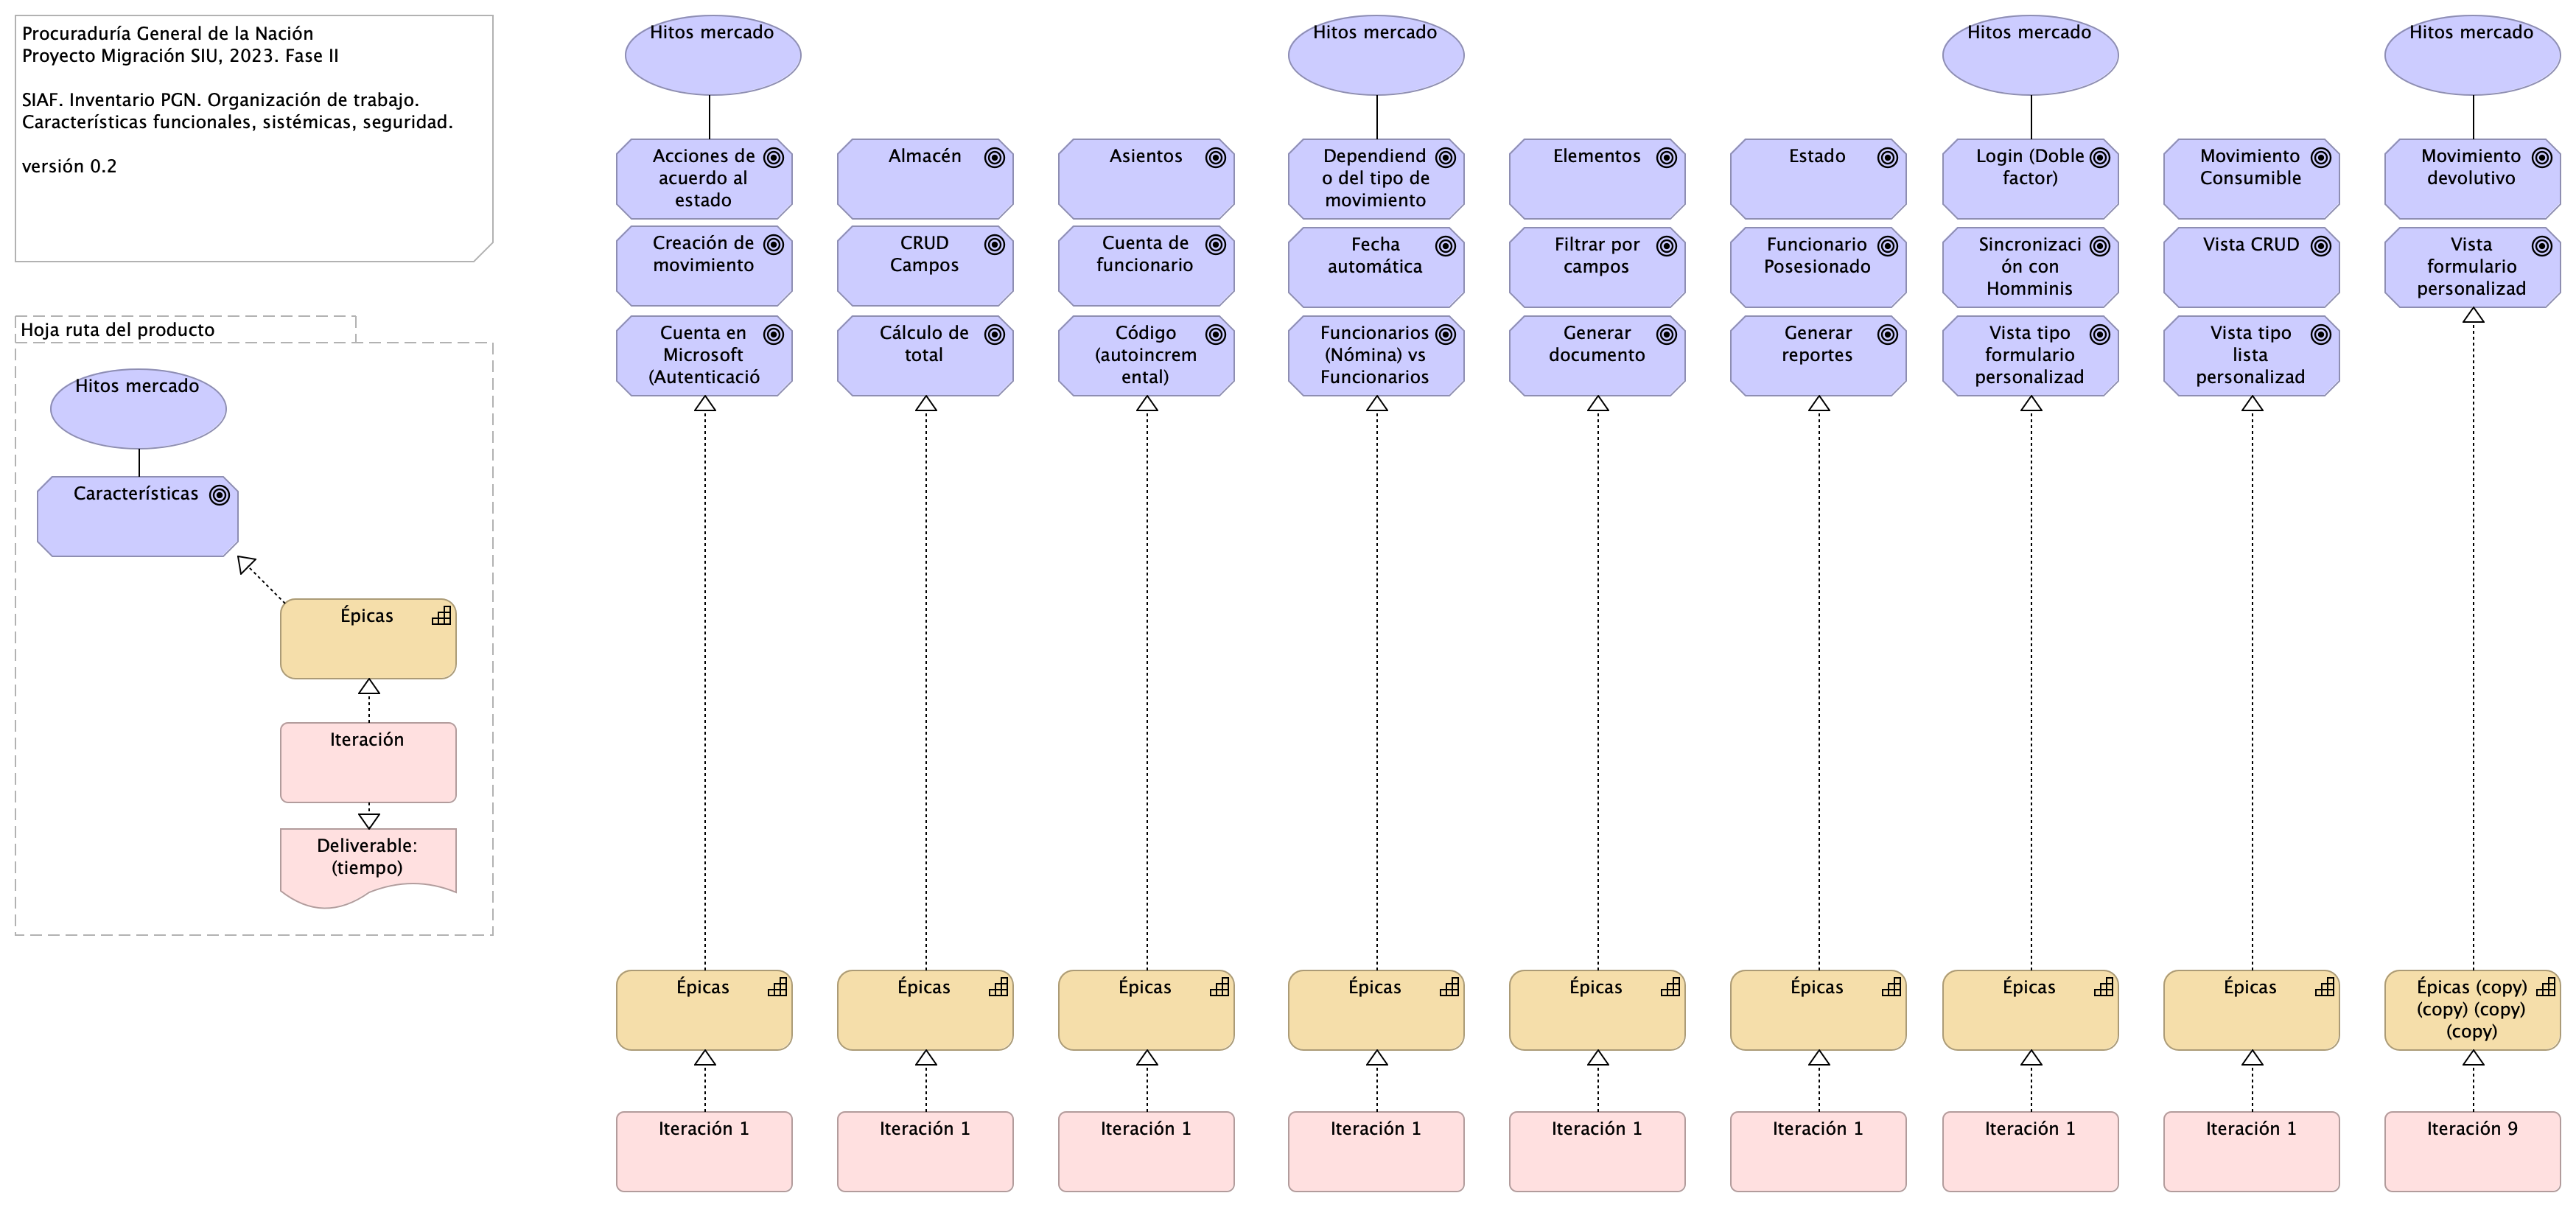 Procuraduría General de la Nación
Proyecto Migración SIU, 2023. Fase II
SIAF. Inventario PGN. Organización de trabajo.
Características funcionales, sistémicas, seguridad.
versión 0.2
Hoja ruta del producto
Hitos mercado
Características
Épicas
Iteración
Deliverable:
(tiempo)
Hitos mercado
Hitos mercado
Hitos mercado
Hitos mercado
Acciones de
acuerdo al
estado
Almacén
Asientos
Dependiend
o del tipo de
movimiento
Elementos
Estado
Login (Doble
factor)
Movimiento
Consumible
Movimiento
devolutivo
Creación de
movimiento
CRUD
Campos
Cuenta de
funcionario
Fecha
automática
Filtrar por
campos
Funcionario
Posesionado
Sincronizaci
ón con
Homminis
Vista CRUD
Vista
formulario
personalizad
Cuenta en
Microsoft
(Autenticació
Cálculo de
total
Código
(autoincrem
ental)
Funcionarios
(Nómina) vs
Funcionarios
Generar
documento
Generar
reportes
Vista tipo
formulario
personalizad
Vista tipo
lista
personalizad
Épicas
Épicas
Épicas
Épicas
Épicas
Épicas
Épicas
Épicas
Épicas (copy)
(copy) (copy)
(copy)
Iteración 1
Iteración 1
Iteración 1
Iteración 1
Iteración 1
Iteración 1
Iteración 1
Iteración 1
Iteración 9